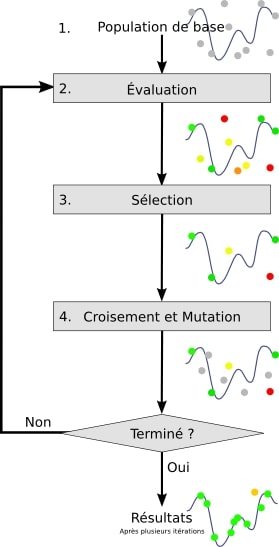 1. Population de base
2. Évaluation
3. Sélection
4. Croisement et Mutation
Terminé ?
Non
Oui
Résultats
Après plusieurs itérations